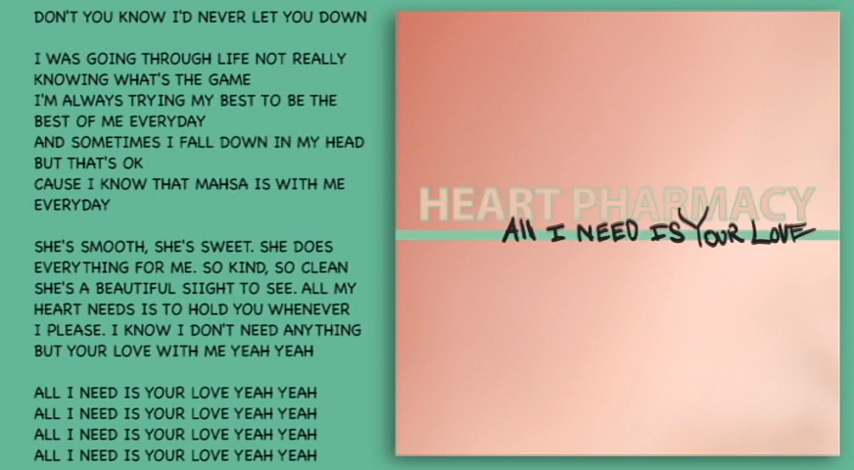 DON'T YOU KNOW I'D NEVER LET YOU DOWN
I WAS GOING THROUGH LIFE NOT REALLY
KNOWING WHAT'S THE GAME
I'M ALWAYS TRYING MY BEST TO BE THE
BEST OF ME EVERYDAY
AND SOMETIMES I FALL DOWN IN MY HEAD
BUT THAT'S OK
CAUSE I KNOW THAT MAHSA IS WITH ME
EVERYDAY
SHE'S SMOOTH, SHE'S SWEET. SHE DOES
EVERYTHING FOR ME. SO KIND, SO CLEAN
SHE'S A BEAUTIFUL SIIGHT TO SEE. ALL MY
HEART NEEDS IS TO HOLD YOU WHENEVER
I PLEASE. I KNOW I DON'T NEED ANYTHING
BUT YOUR LOVE WITH ME YEAH YEAH
ALL I NEED IS YOUR LOVE YEAH YEAH
ALL I NEED IS YOUR LOVE YEAH YEAH
ALL I NEED IS YOUR LOVE YEAH YEAH
ALL I NEED IS YOUR LOVE YEAH YEAH
HEART PHARMACY
All I NEED IS YOUR LOVE